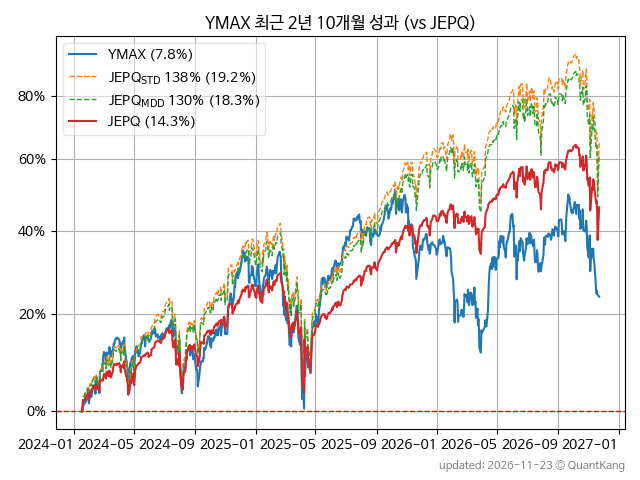 YMAX 최근 2년 10개월 성과 (vs JEPQ)
YMAX (7.8%)
JEPQSTD 138% (19.2%)
JEPQMDD 130% (18.3%)
JEPQ (14.3%)
80%
60%
50%
40%
20%
0%
2024-01 2024-05 2024-09 2025-01 2025-05 2025-09 2026-01 2026-05 2026-09 2027-01
updated: 2026-11-23 © QuantKang